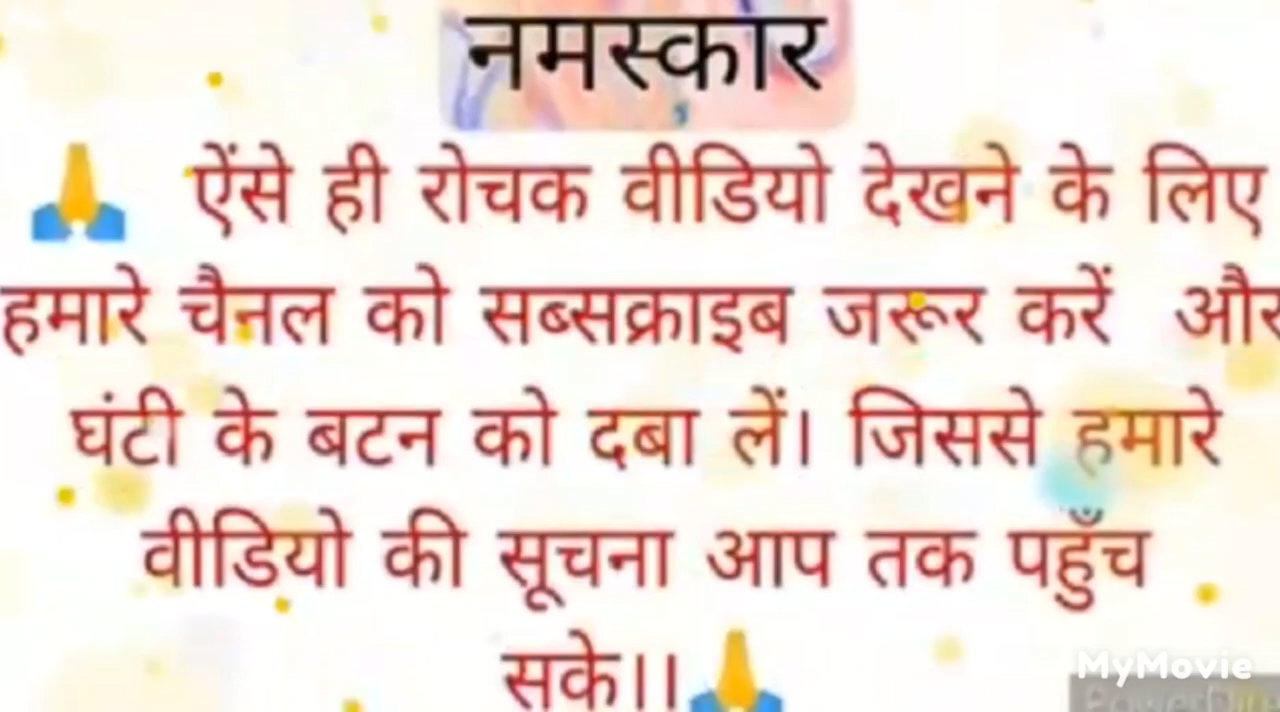 नमस्कार
🙏 ऐंसे ही रोचक वीडियो देखने के लिए
हमारे चैनल को सब्सक्राइब जरूर करें और
घंटी के बटन को दबा लें। जिससे हमारे
वीडियो की सूचना आप तक पहुँच
सके।।🙏
MyMovie
PowerDire